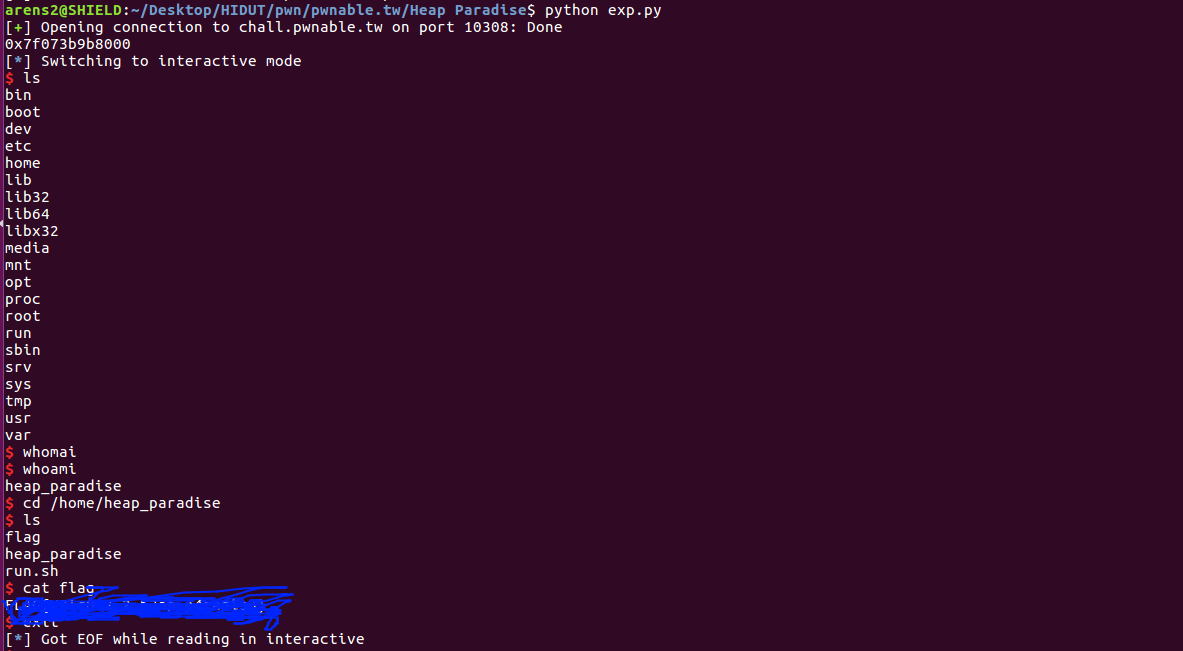 arens2@SHIELD:~/Desktop/HIDUT/pwn/pwnable.tw/Heap Paradise$ python exp.py
[+] Opening connection to chall.pwnable.tw on port 10308: Done
0x7f073b9b8000
[*] Switching to interactive mode
$ ls
bin
boot
dev
etc
home
lib
lib32
lib64
libx32
media
mnt
opt
proc
root
run
sbin
srv
sys
tmp
usr
var
$ whomai
$ whoami
heap_paradise
$ cd /home/heap_paradise
$ ls
flag
heap_paradise
run.sh
$ cat flag
$ exit
[*] Got EOF while reading in interactive